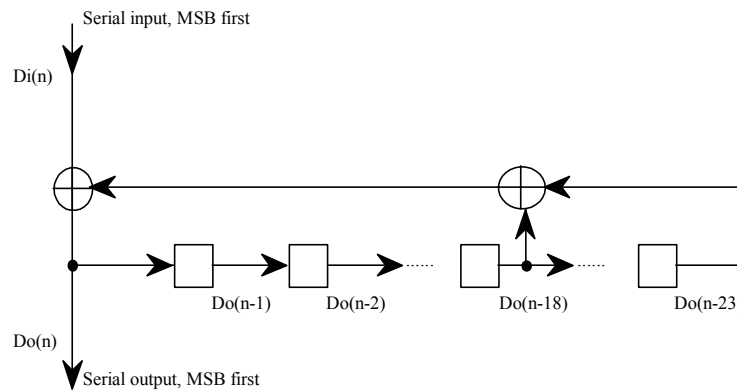 Serial input, MSB first
Di(n)
Do(n-1)
Do(n-2)
Do(n-18)
Do(n-23
Do(n)
Serial output, MSB first